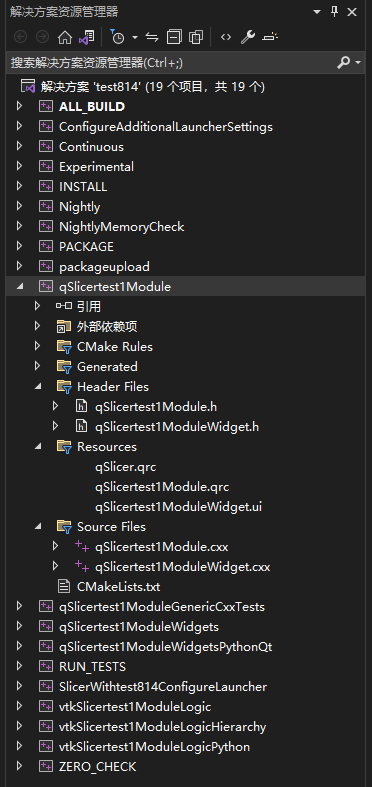 解决方案资源管理器
搜索解决方案资源管理器(Ctrl+;)
解决方案 'test814' (19 个项目，共 19 个)
ALL_BUILD
ConfigureAdditionalLauncherSettings
Continuous
Experimental
INSTALL
Nightly
NightlyMemoryCheck
PACKAGE
packageupload
qSlicertest1Module
引用
外部依赖项
CMake Rules
Generated
Header Files
qSlicertest1Module.h
qSlicertest1ModuleWidget.h
Resources
qSlicer.qrc
qSlicertest1Module.qrc
qSlicertest1ModuleWidget.ui
Source Files
qSlicertest1Module.cxx
qSlicertest1ModuleWidget.cxx
CMakeLists.txt
qSlicertest1ModuleGenericCxxTests
qSlicertest1ModuleWidgets
qSlicertest1ModuleWidgetsPythonQt
RUN_TESTS
SlicerWithtest814ConfigureLauncher
vtkSlicertest1ModuleLogic
vtkSlicertest1ModuleLogicHierarchy
vtkSlicertest1ModuleLogicPython
ZERO_CHECK